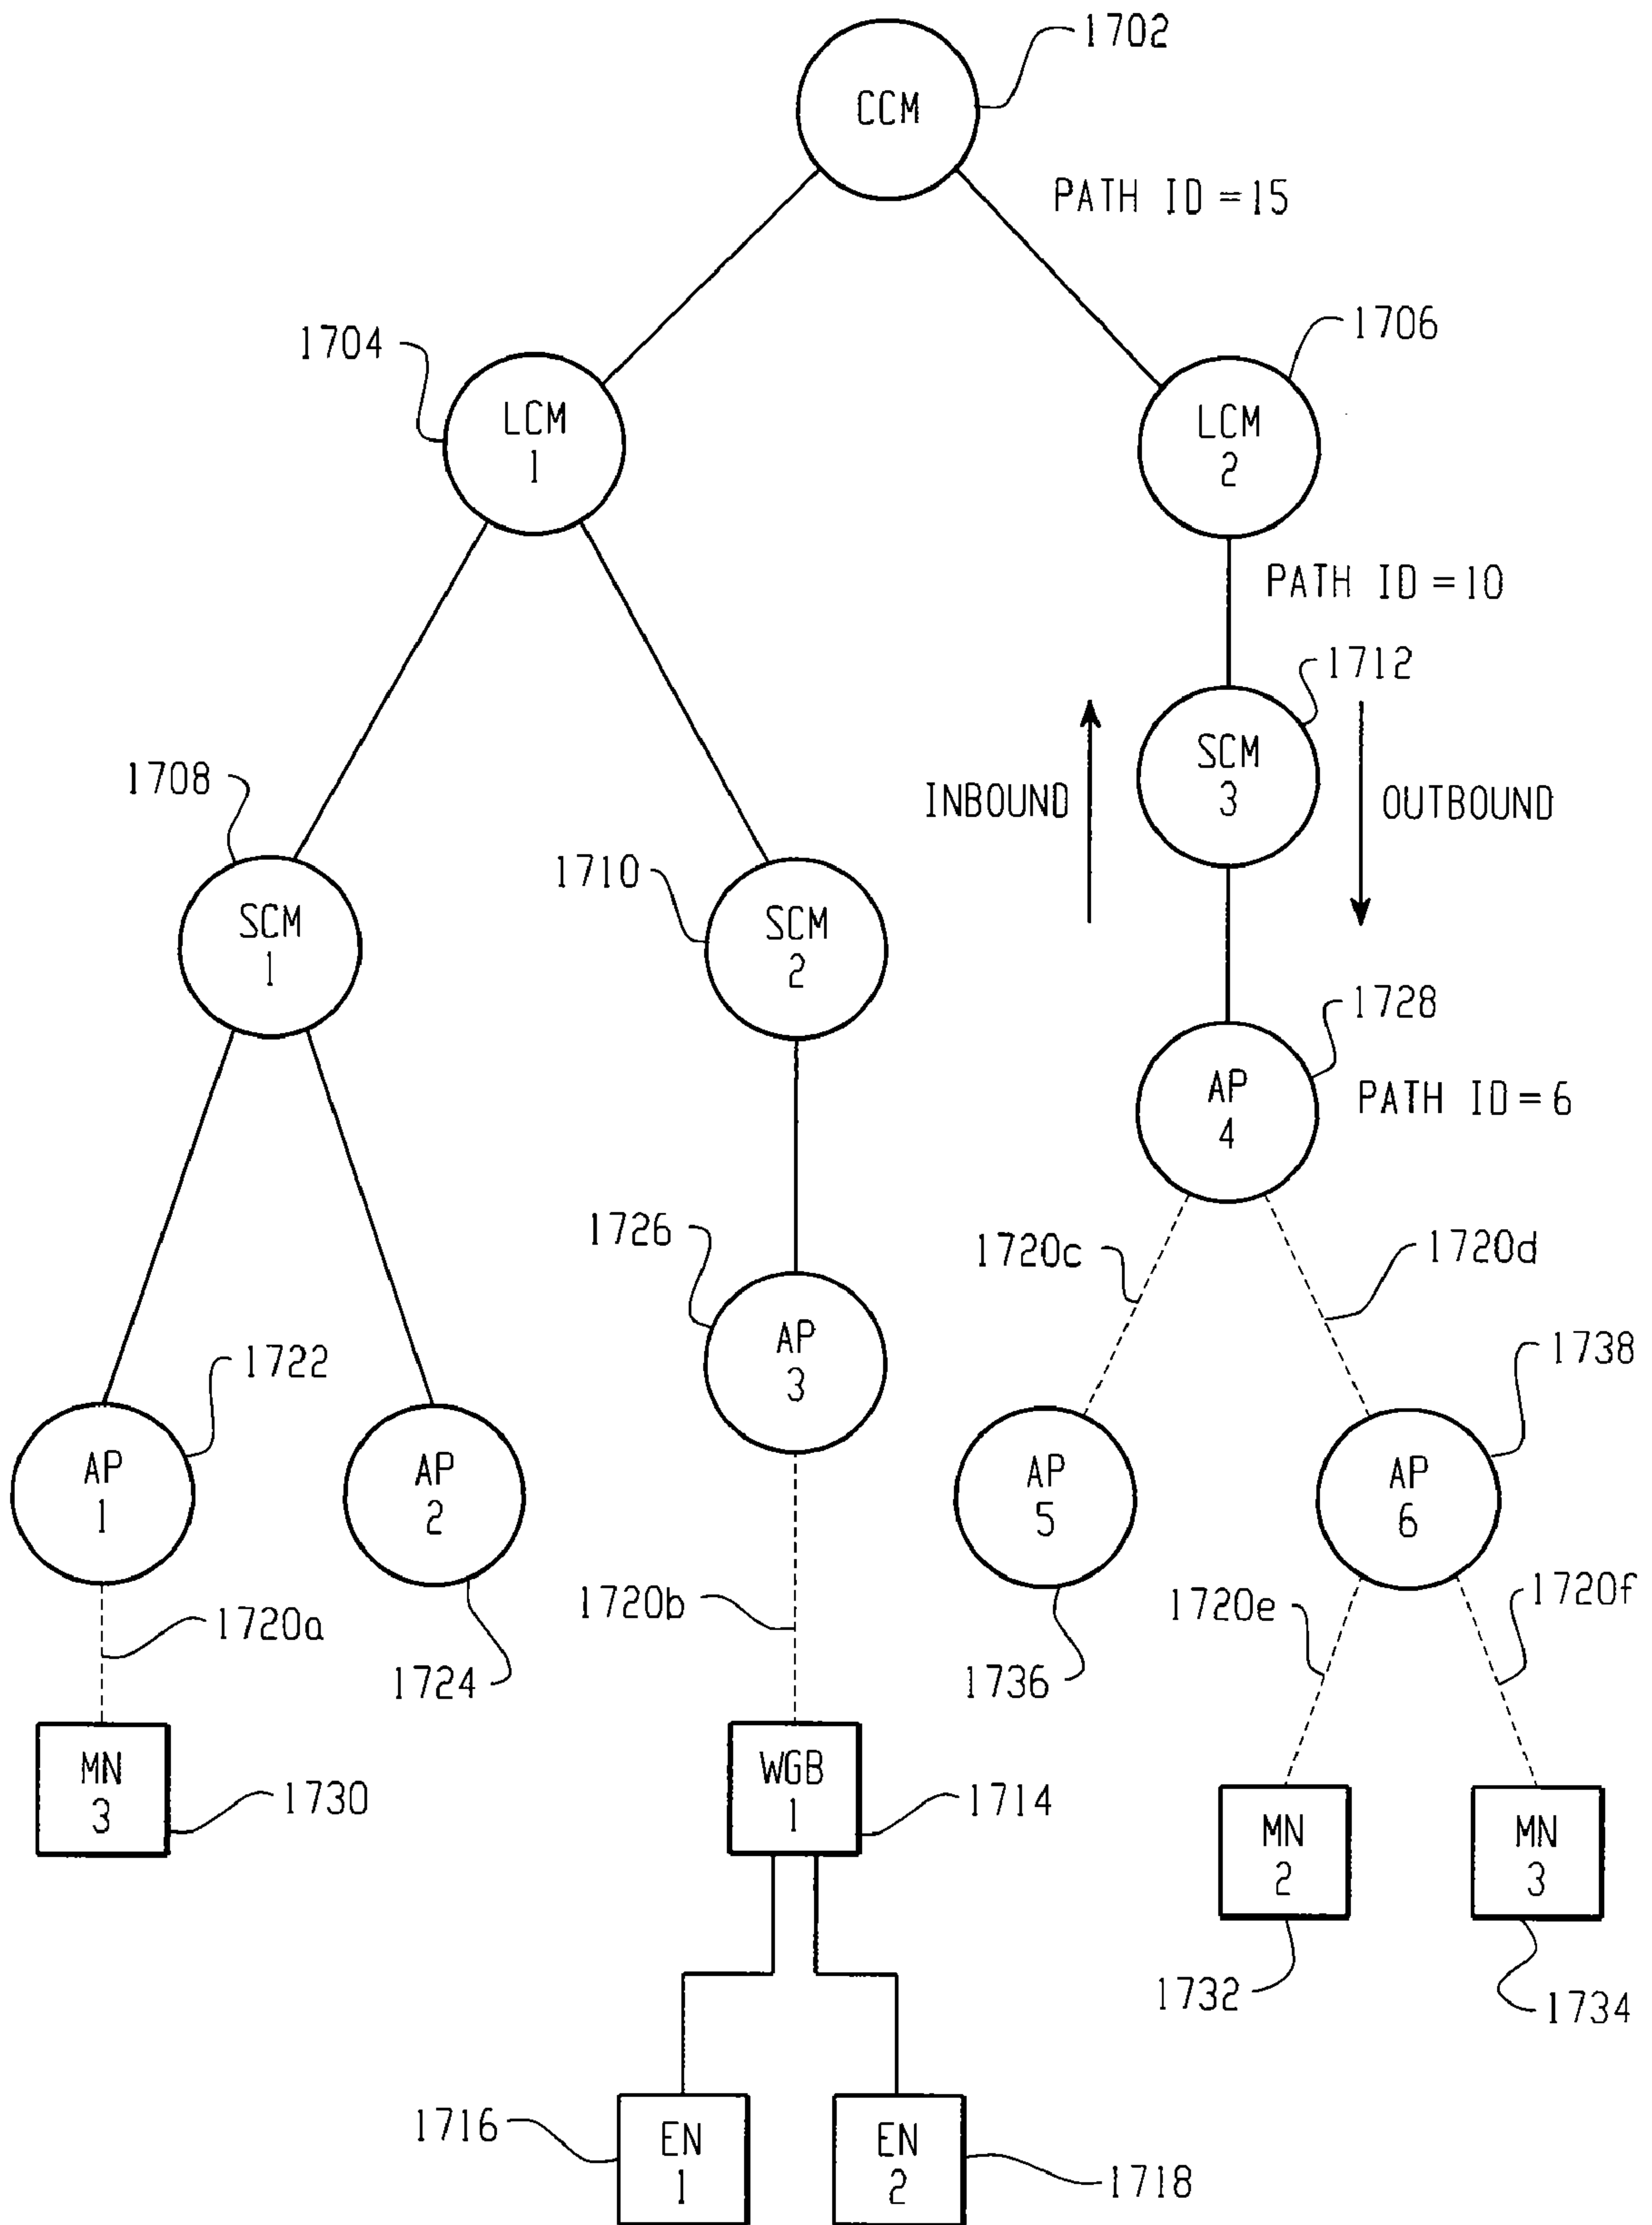 1702
CCM
PATH ID = 15
1704
1706
LCM
1
LCM
2
PATH ID = 10
1712
1708
SCM
3
INBOUND
OUTBOUND
1710
SCM
1
SCM
2
1728
AP
4
PATH ID = 6
1726
1720c
1720d
1722
AP
3
1738
AP
1
AP
2
AP
5
AP
6
1720a
1720b
1720e
1720f
1724
1736
MN
3
1730
WGB
1
1714
MN
2
MN
3
1732
1734
1716
EN
1
EN
2
1718